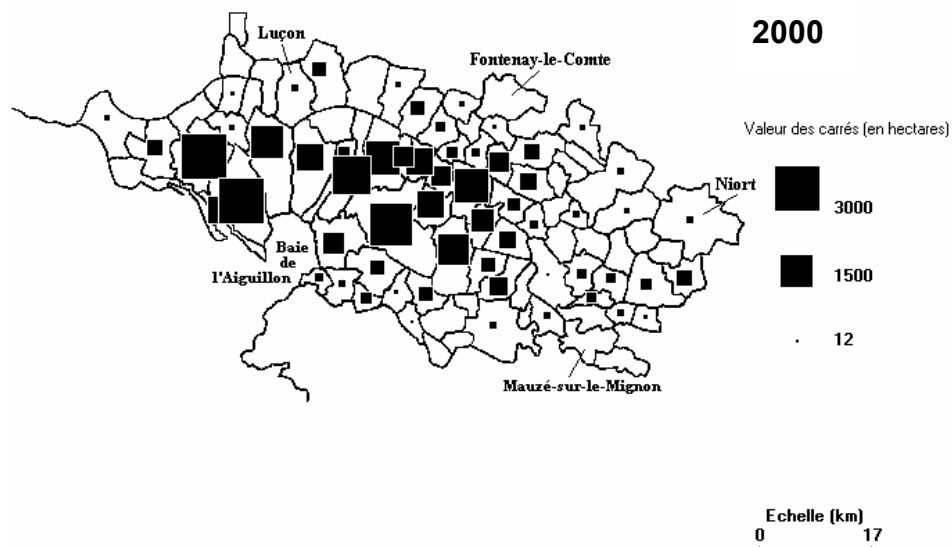 2000
Luçon
Fontenay-le-Comte
Valeur des carrés (en hectares)
Niort
3000
Baie
de
l'Aiguillon
1500
12
Mauzé-sur-le-Mignon
Echelle (km)
0 17